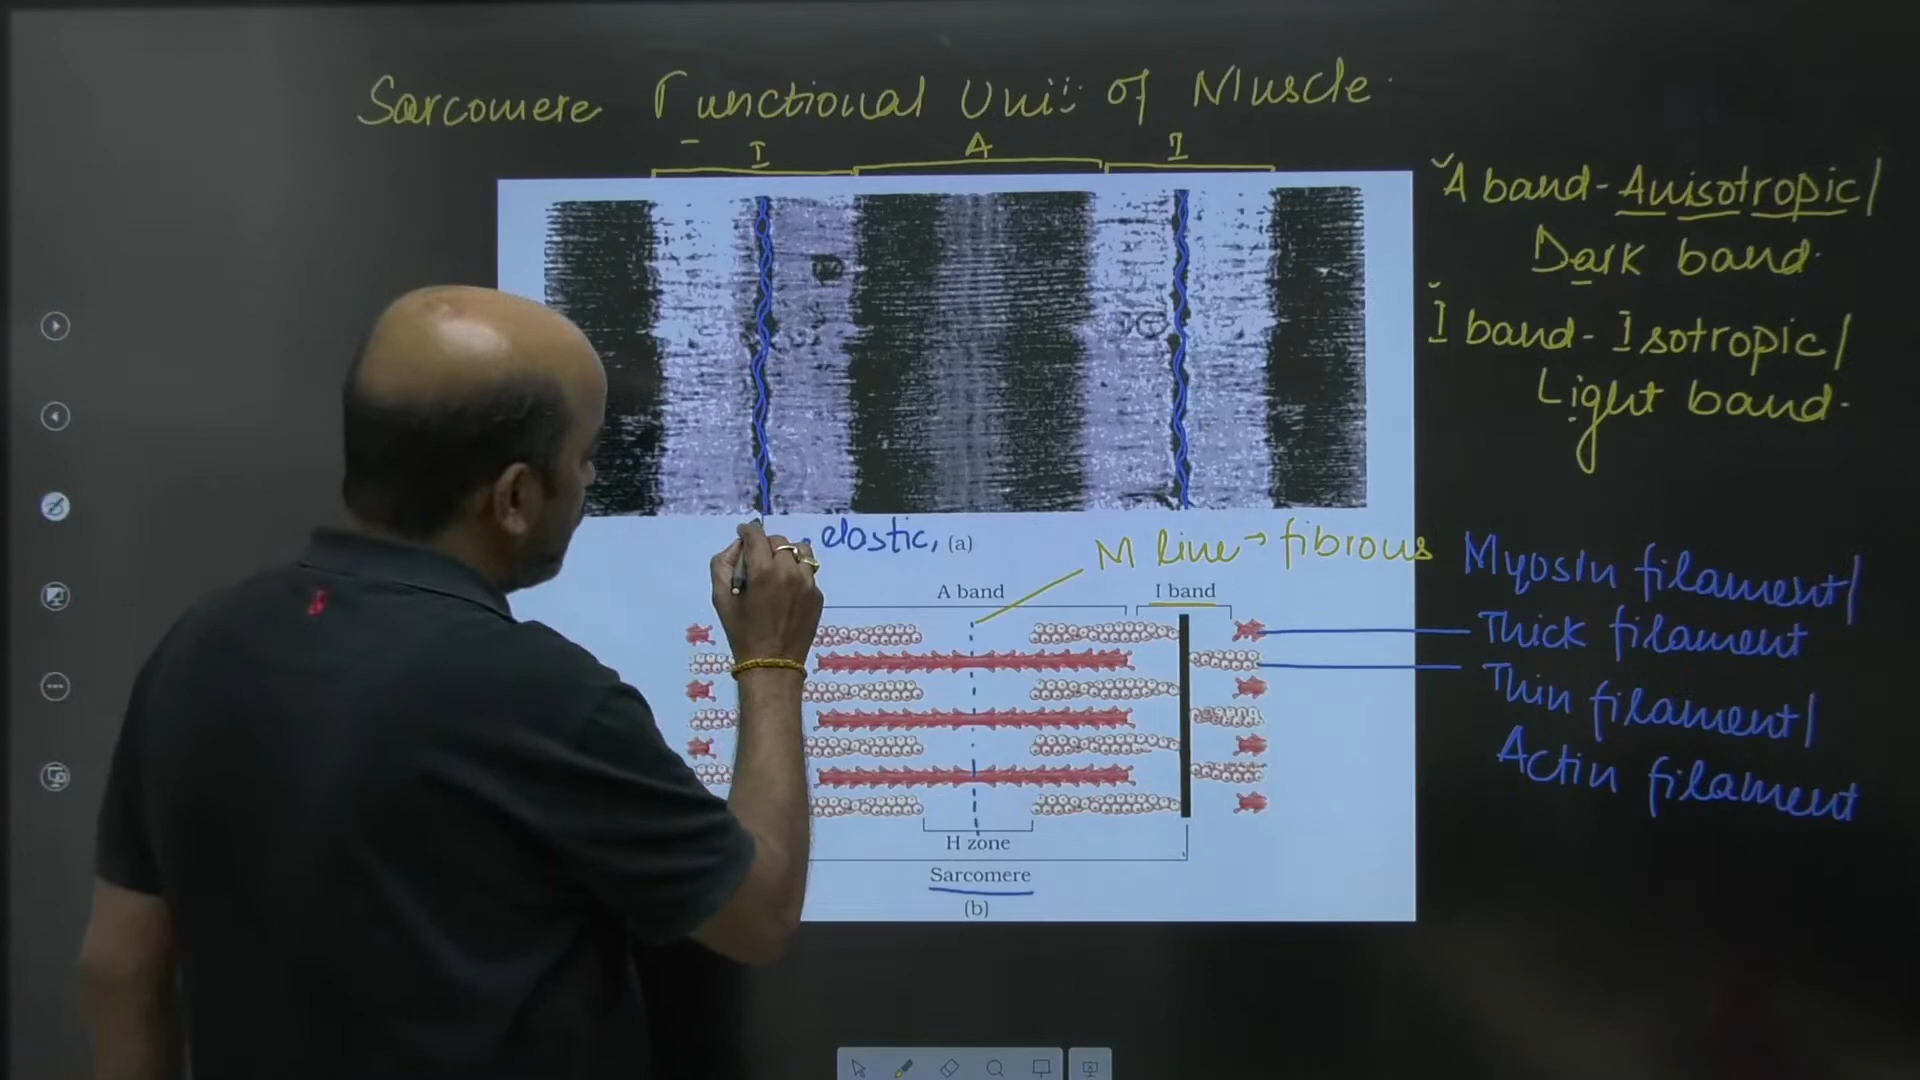 Sarcomere Functional Unit of Muscle
I A I
A band - Anisotropic/
Dark band.
I band - Isotropic/
Light band.
elastic, (a)
M line → fibrous
A band I band
Myosin filament/
Thick filament
Thin filament/
Actin filament
H zone
Sarcomere
(b)